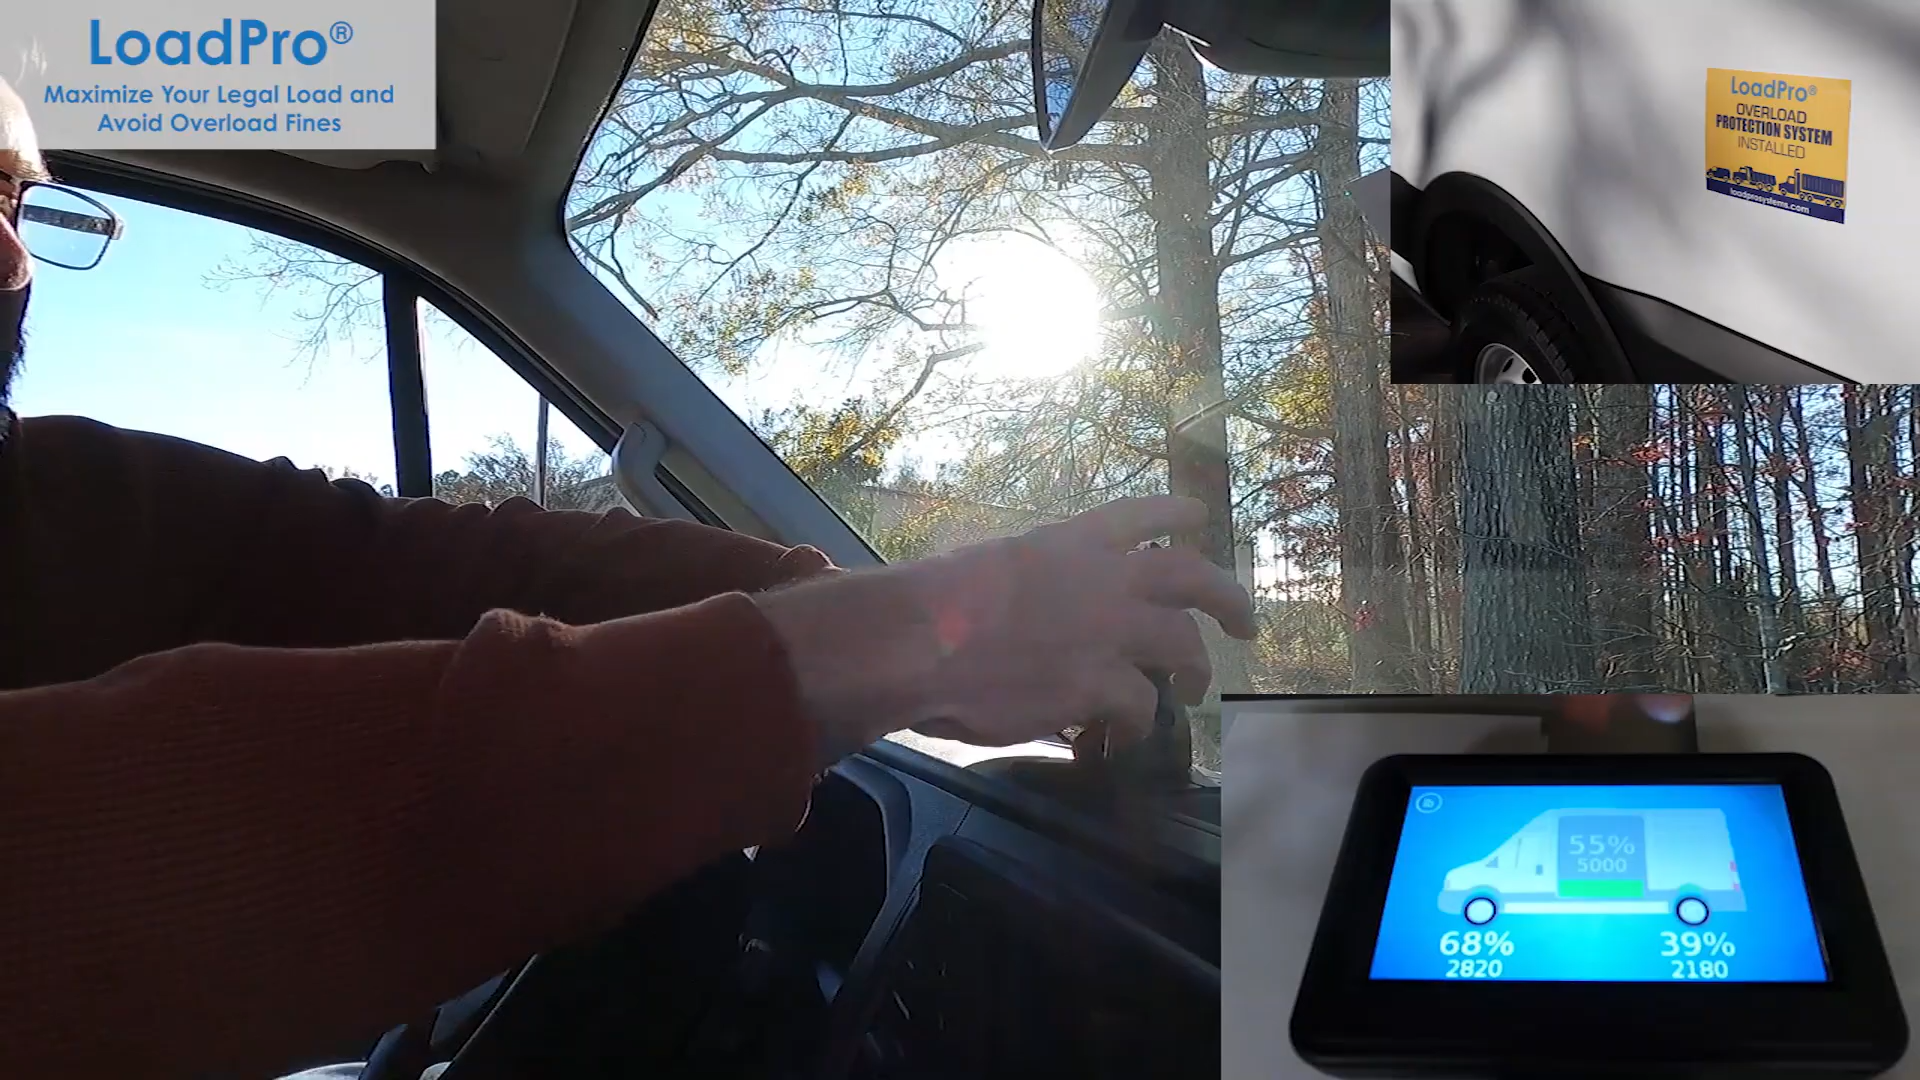 LoadPro®
Maximize Your Legal Load and
Avoid Overload Fines
LoadPro®
OVERLOAD
PROTECTION SYSTEM
INSTALLED
loadprosystems.com
55%
5000
68%
2820
39%
2180